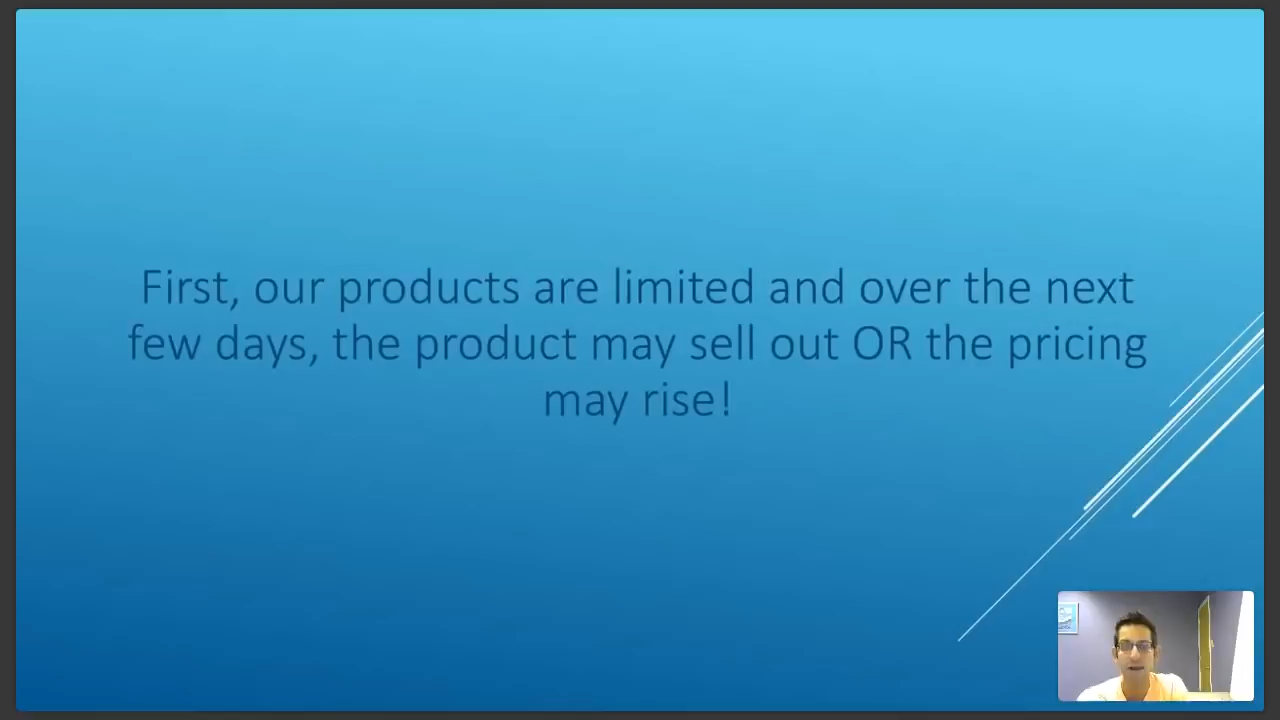 First, our products are limited and over the next
few days, the product may sell out OR the pricing
may rise!